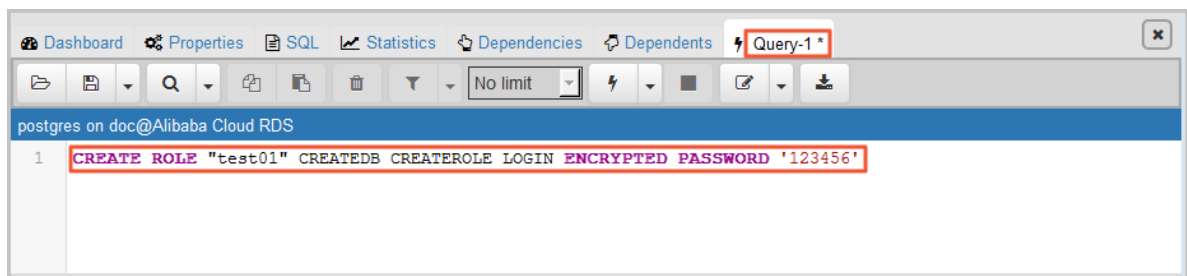 Dashboard Properties SQL Statistics Dependencies Dependents Query-1 *
No limit
postgres on doc@Alibaba Cloud RDS
1 CREATE ROLE "test01" CREATEDB CREATEROLE LOGIN ENCRYPTED PASSWORD '123456'